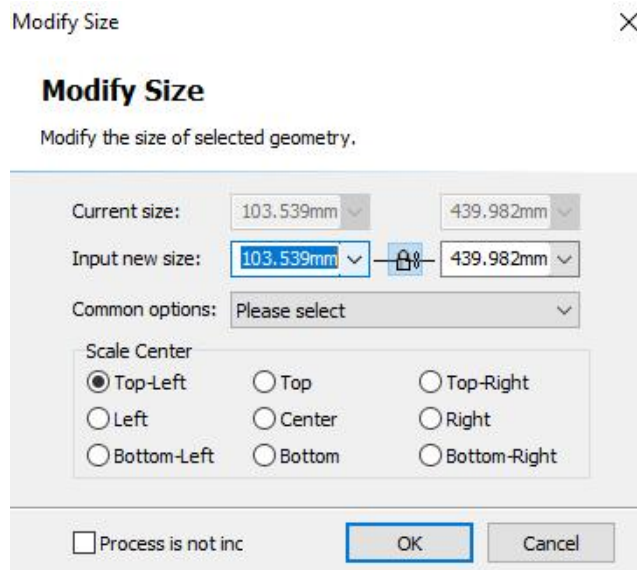 Modify Size
Modify Size
Modify the size of selected geometry.
Current size: 103.539mm 439.982mm
Input new size: 103.539mm 439.982mm
Common options: Please select
Scale Center
Top-Left Top Top-Right
Left Center Right
Bottom-Left Bottom Bottom-Right
Process is not inc OK Cancel